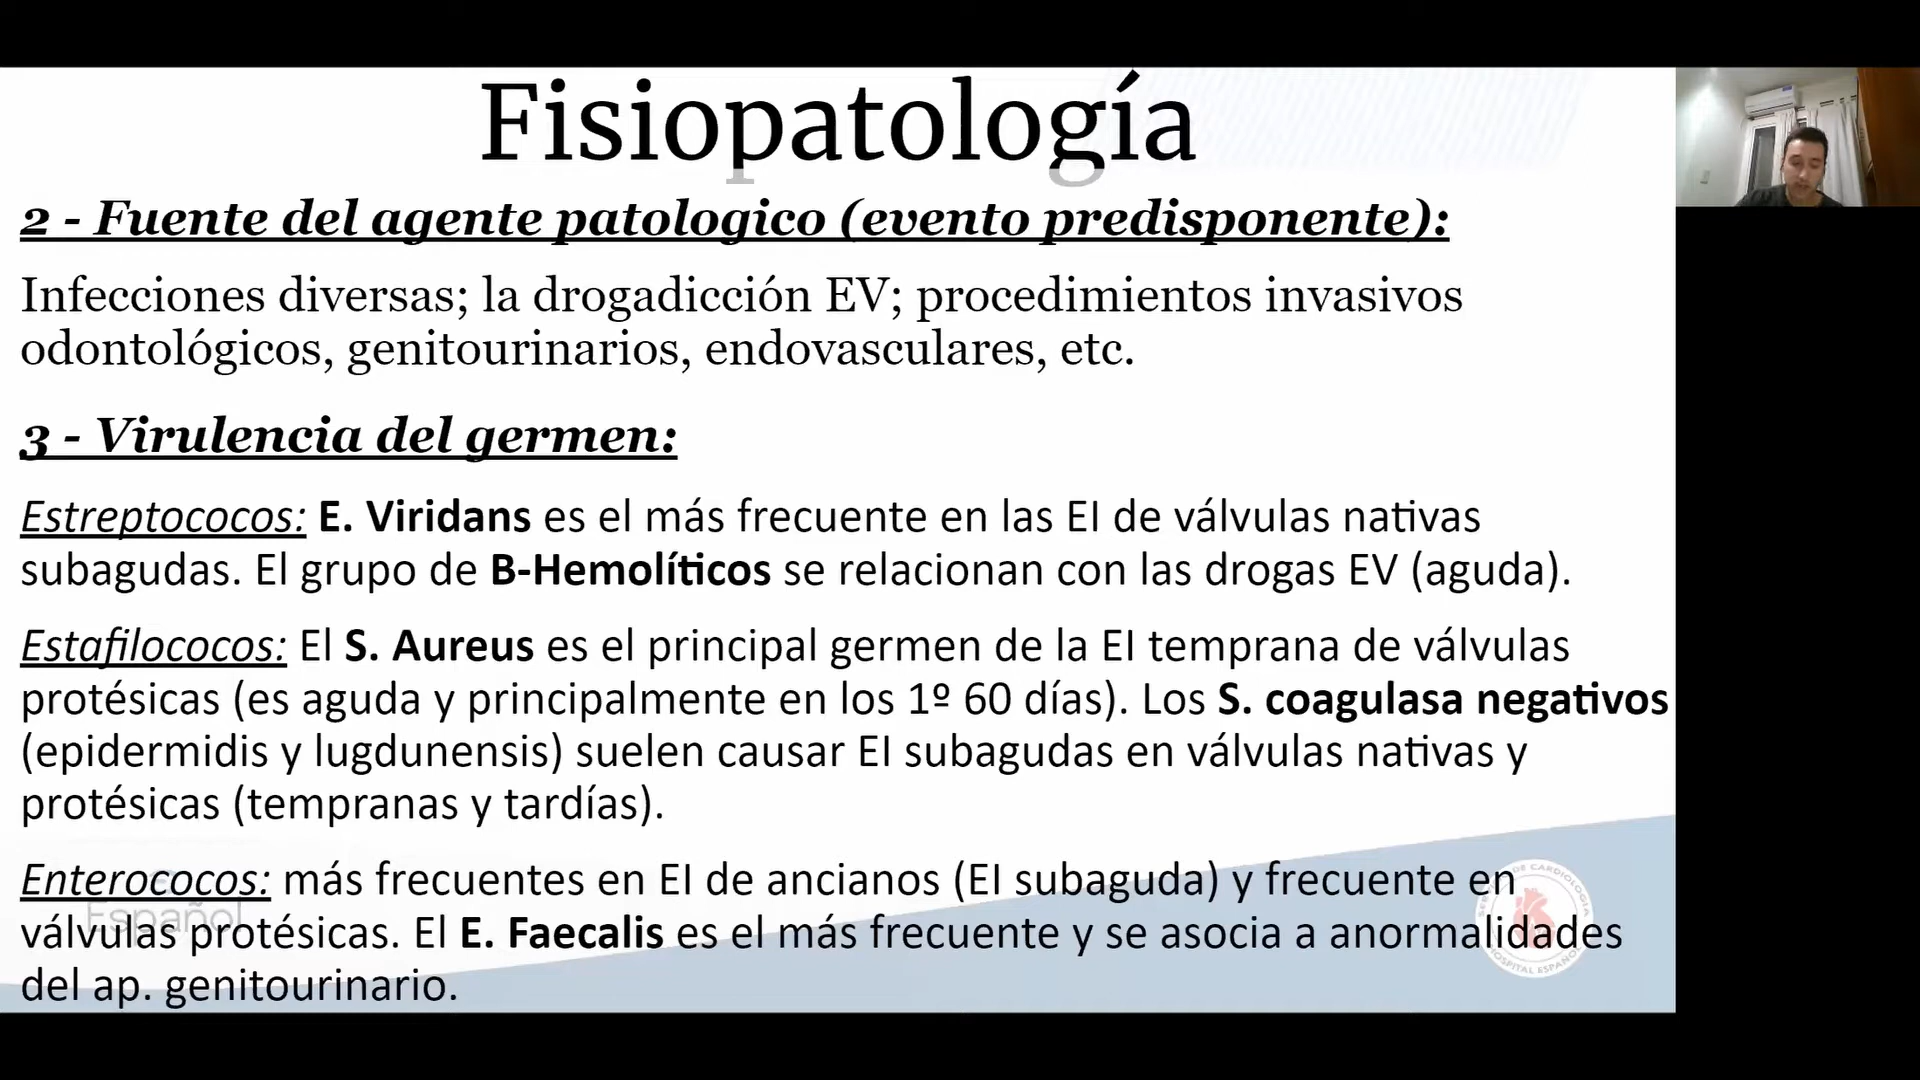 Fisiopatología
2 - Fuente del agente patologico (evento predisponente):
Infecciones diversas; la drogadicción EV; procedimientos invasivos
odontológicos, genitourinarios, endovasculares, etc.
3 - Virulencia del germen:
Estreptococos: E. Viridans es el más frecuente en las EI de válvulas nativas
subagudas. El grupo de B-Hemolíticos se relacionan con las drogas EV (aguda).
Estafilococos: El S. Aureus es el principal germen de la EI temprana de válvulas
protésicas (es aguda y principalmente en los 1º 60 días). Los S. coagulasa negativos
(epidermidis y lugdunensis) suelen causar EI subagudas en válvulas nativas y
protésicas (tempranas y tardías).
Enterococos: más frecuentes en EI de ancianos (EI subaguda) y frecuente en
válvulas protésicas. El E. Faecalis es el más frecuente y se asocia a anormalidades
del ap. genitourinario.
Español
DE CARDIOLOGÍA
HOSPITAL ESPAÑOL